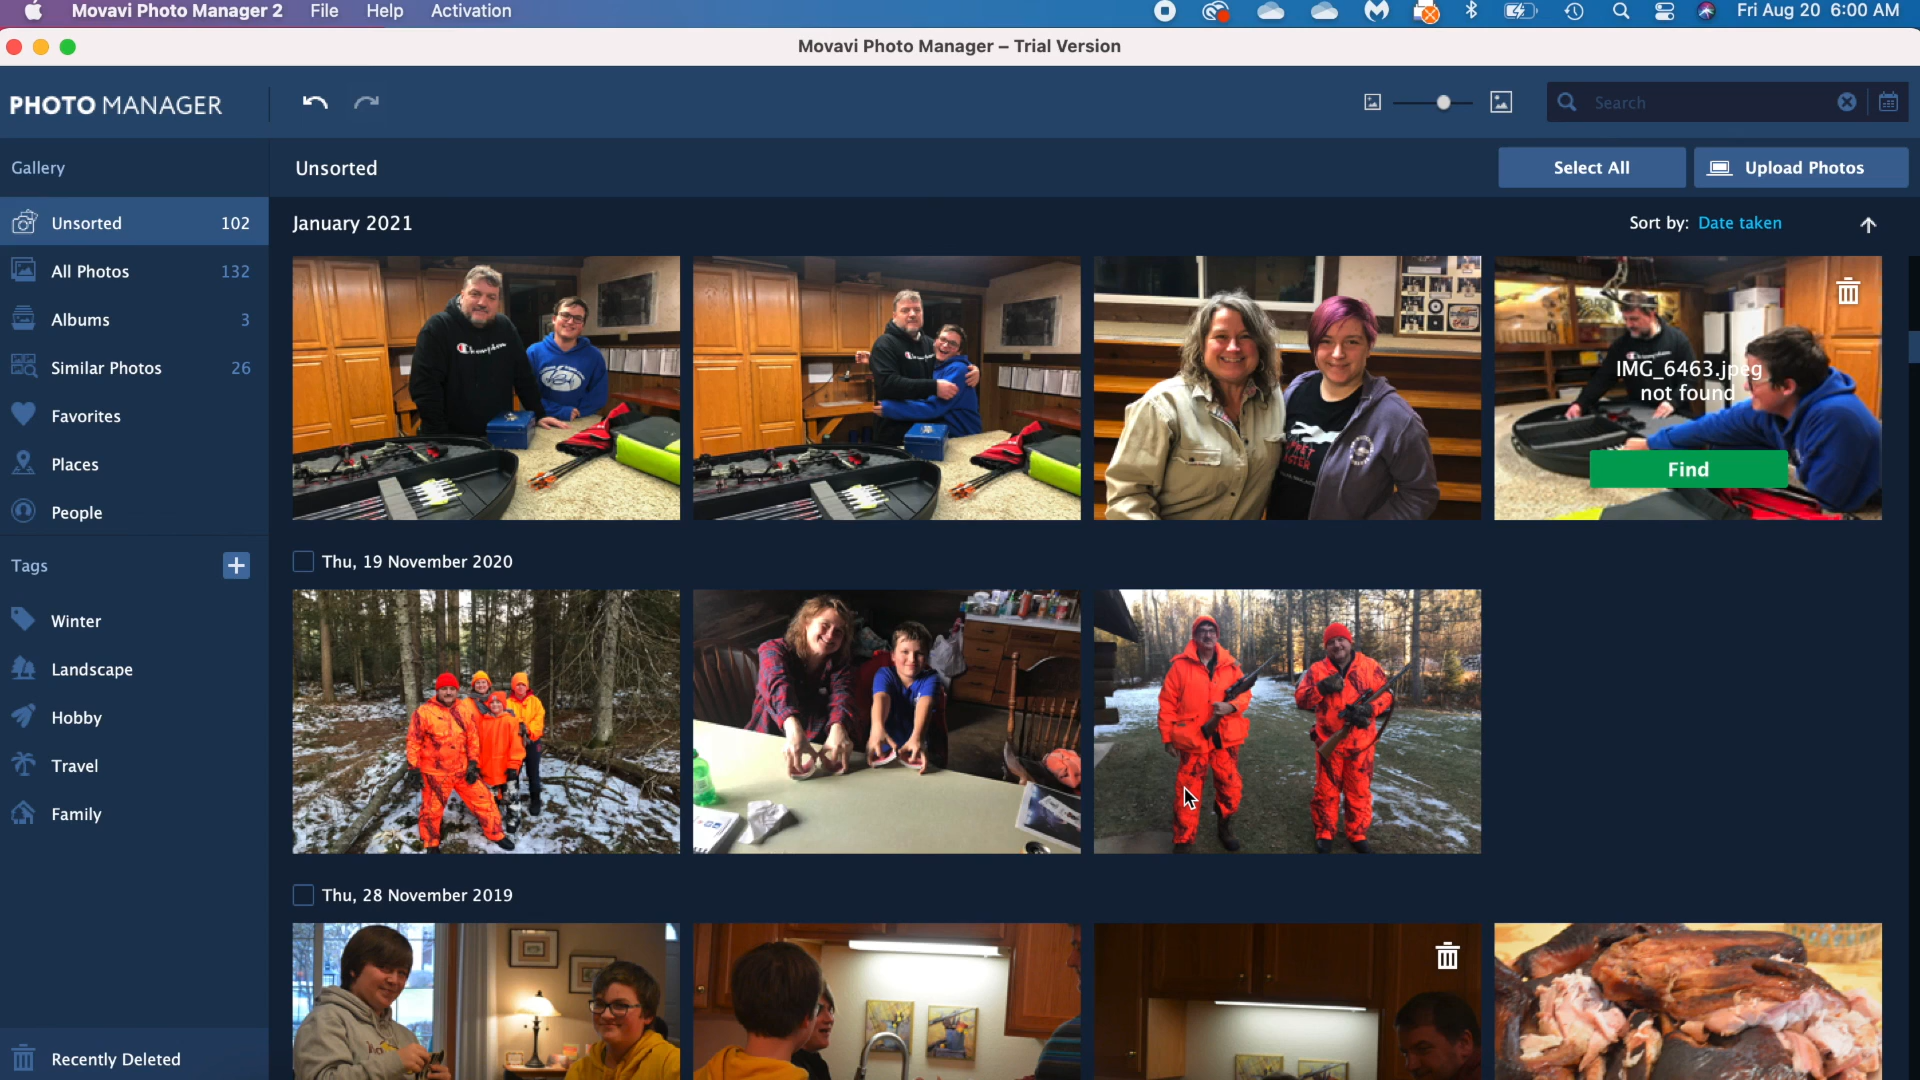 Movavi Photo Manager 2 File Help Activation Fri Aug 20 6:00 AM
Movavi Photo Manager – Trial Version
PHOTO MANAGER Search
Gallery Unsorted Select All Upload Photos
Unsorted 102 January 2021 Sort by: Date taken
All Photos 132
Albums 3
Similar Photos 26
Favorites
Places
People
IMG_6463.jpeg
not found
Find
Tags
Thu, 19 November 2020
Winter
Landscape
Hobby
Travel
Family
Thu, 28 November 2019
Recently Deleted